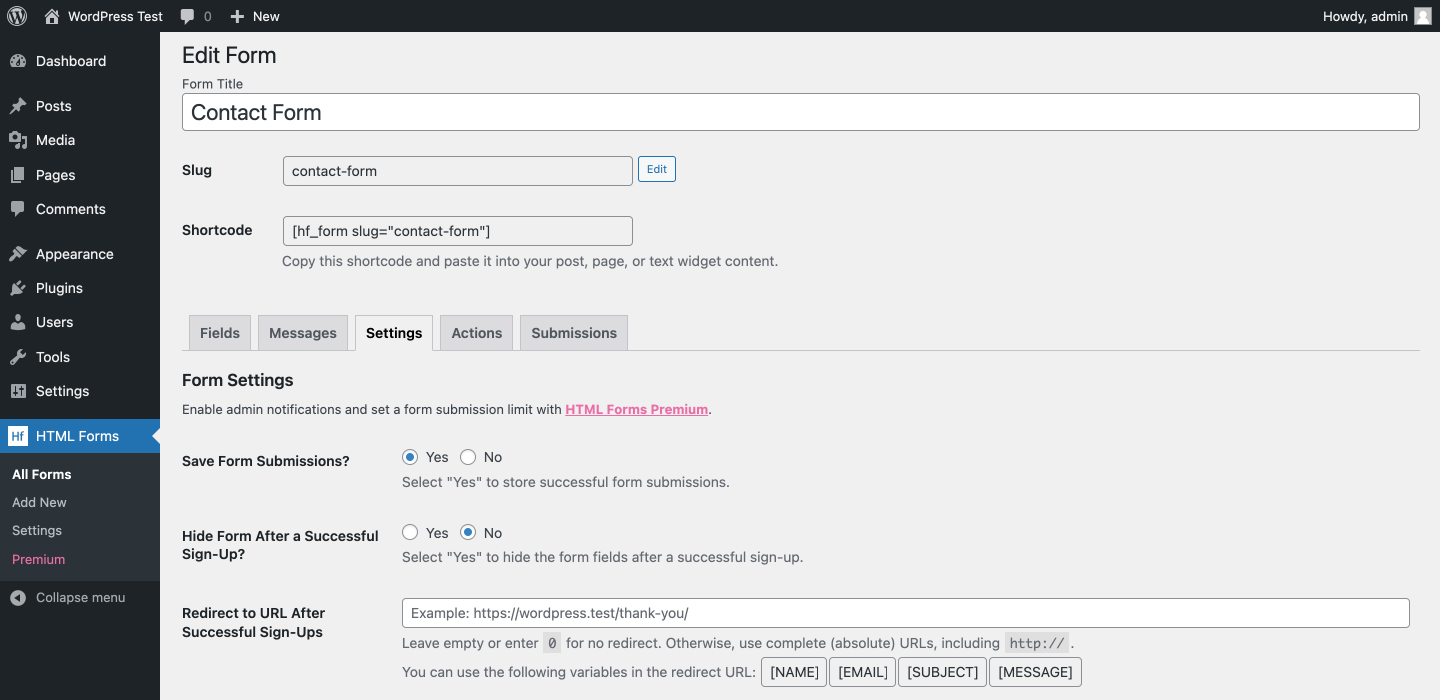 WordPress Test 0 New Howdy, admin
Dashboard
Posts
Media
Pages
Comments
Appearance
Plugins
Users
Tools
Settings
Hf HTML Forms
All Forms
Add New
Settings
Premium
Collapse menu
Edit Form
Form Title
Contact Form
Slug contact-form Edit
Shortcode [hf_form slug="contact-form"]
Copy this shortcode and paste it into your post, page, or text widget content.
Fields Messages Settings Actions Submissions
Form Settings
Enable admin notifications and set a form submission limit with HTML Forms Premium.
Save Form Submissions? Yes No
Select "Yes" to store successful form submissions.
Hide Form After a Successful Sign-Up? Yes No
Select "Yes" to hide the form fields after a successful sign-up.
Redirect to URL After Successful Sign-Ups
Example: https://wordpress.test/thank-you/
Leave empty or enter 0 for no redirect. Otherwise, use complete (absolute) URLs, including http:// .
You can use the following variables in the redirect URL: [NAME] [EMAIL] [SUBJECT] [MESSAGE]